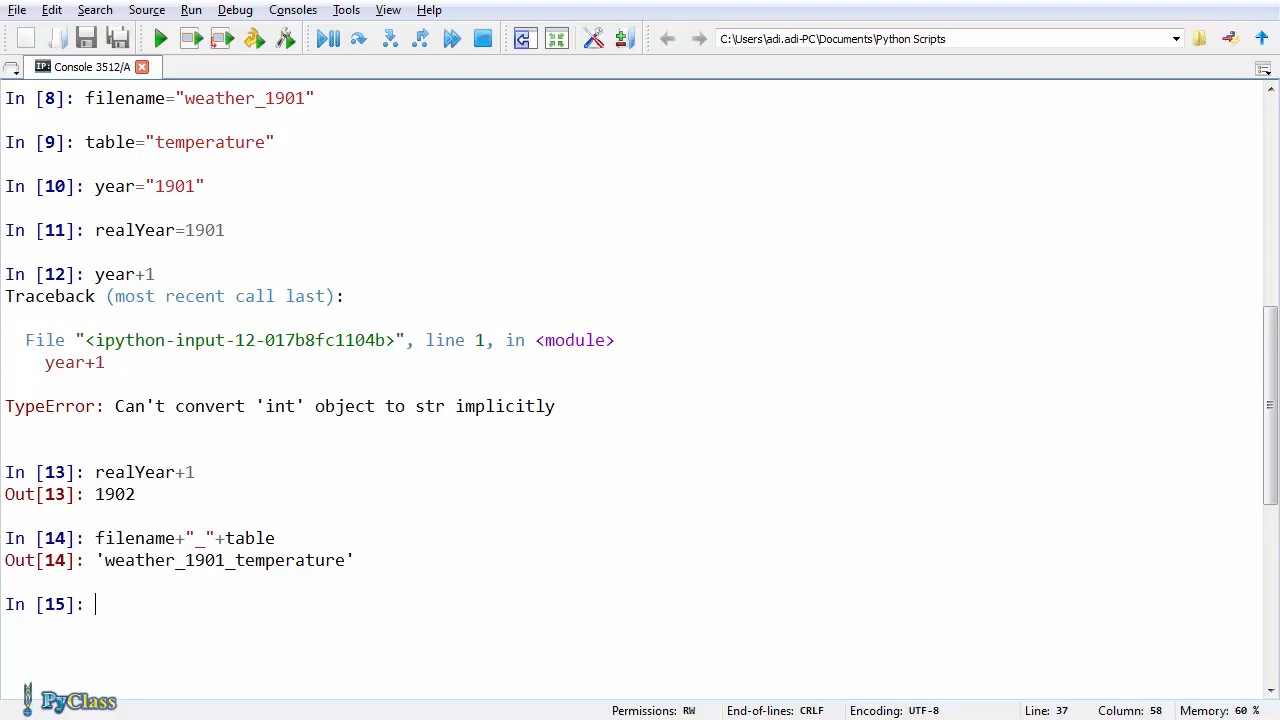 File Edit Search Source Run Debug Consoles Tools View Help
C:\Users\adi.adi-PC\Documents\Python Scripts
IP: Console 3512/A
In [8]: filename="weather_1901"
In [9]: table="temperature"
In [10]: year="1901"
In [11]: realYear=1901
In [12]: year+1
Traceback (most recent call last):
File "<ipython-input-12-017b8fc1104b>", line 1, in <module>
year+1
TypeError: Can't convert 'int' object to str implicitly
In [13]: realYear+1
Out[13]: 1902
In [14]: filename+"_"+table
Out[14]: 'weather_1901_temperature'
In [15]:
PyClass
Permissions: RW End-of-lines: CRLF Encoding: UTF-8 Line: 37 Column: 58 Memory: 60 %